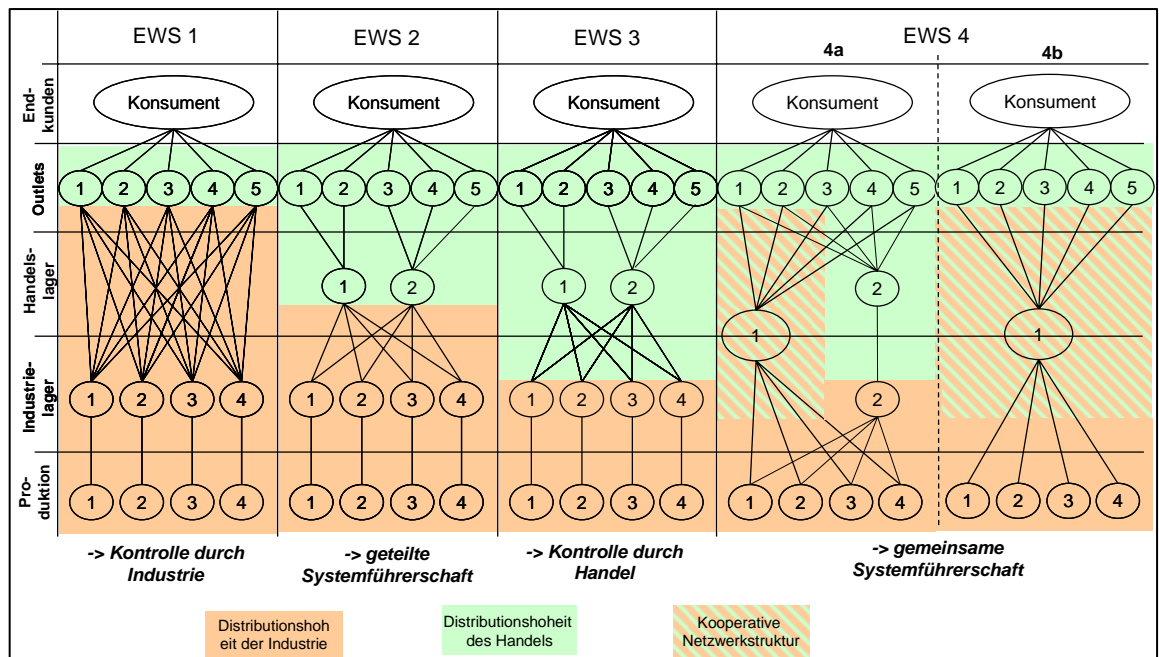 EWS 1 EWS 2 EWS 3 EWS 4
4a 4b
End-
kunden
Konsument Konsument Konsument Konsument Konsument
Outlets
1 2 3 4 5 1 2 3 4 5 1 2 3 4 5 1 2 3 4 5 1 2 3 4 5
Handels-
lager
1 2 1 2 2
1 1
Industrie-
lager
1 2 3 4 1 2 3 4 1 2 3 4 2
Pro-
duktion
1 2 3 4 1 2 3 4 1 2 3 4 1 2 3 4 1 2 3 4
-> Kontrolle durch
Industrie
-> geteilte
Systemführerschaft
-> Kontrolle durch
Handel
-> gemeinsame
Systemführerschaft
Distributionshoh
eit der Industrie
Distributionshoheit
des Handels
Kooperative
Netzwerkstruktur